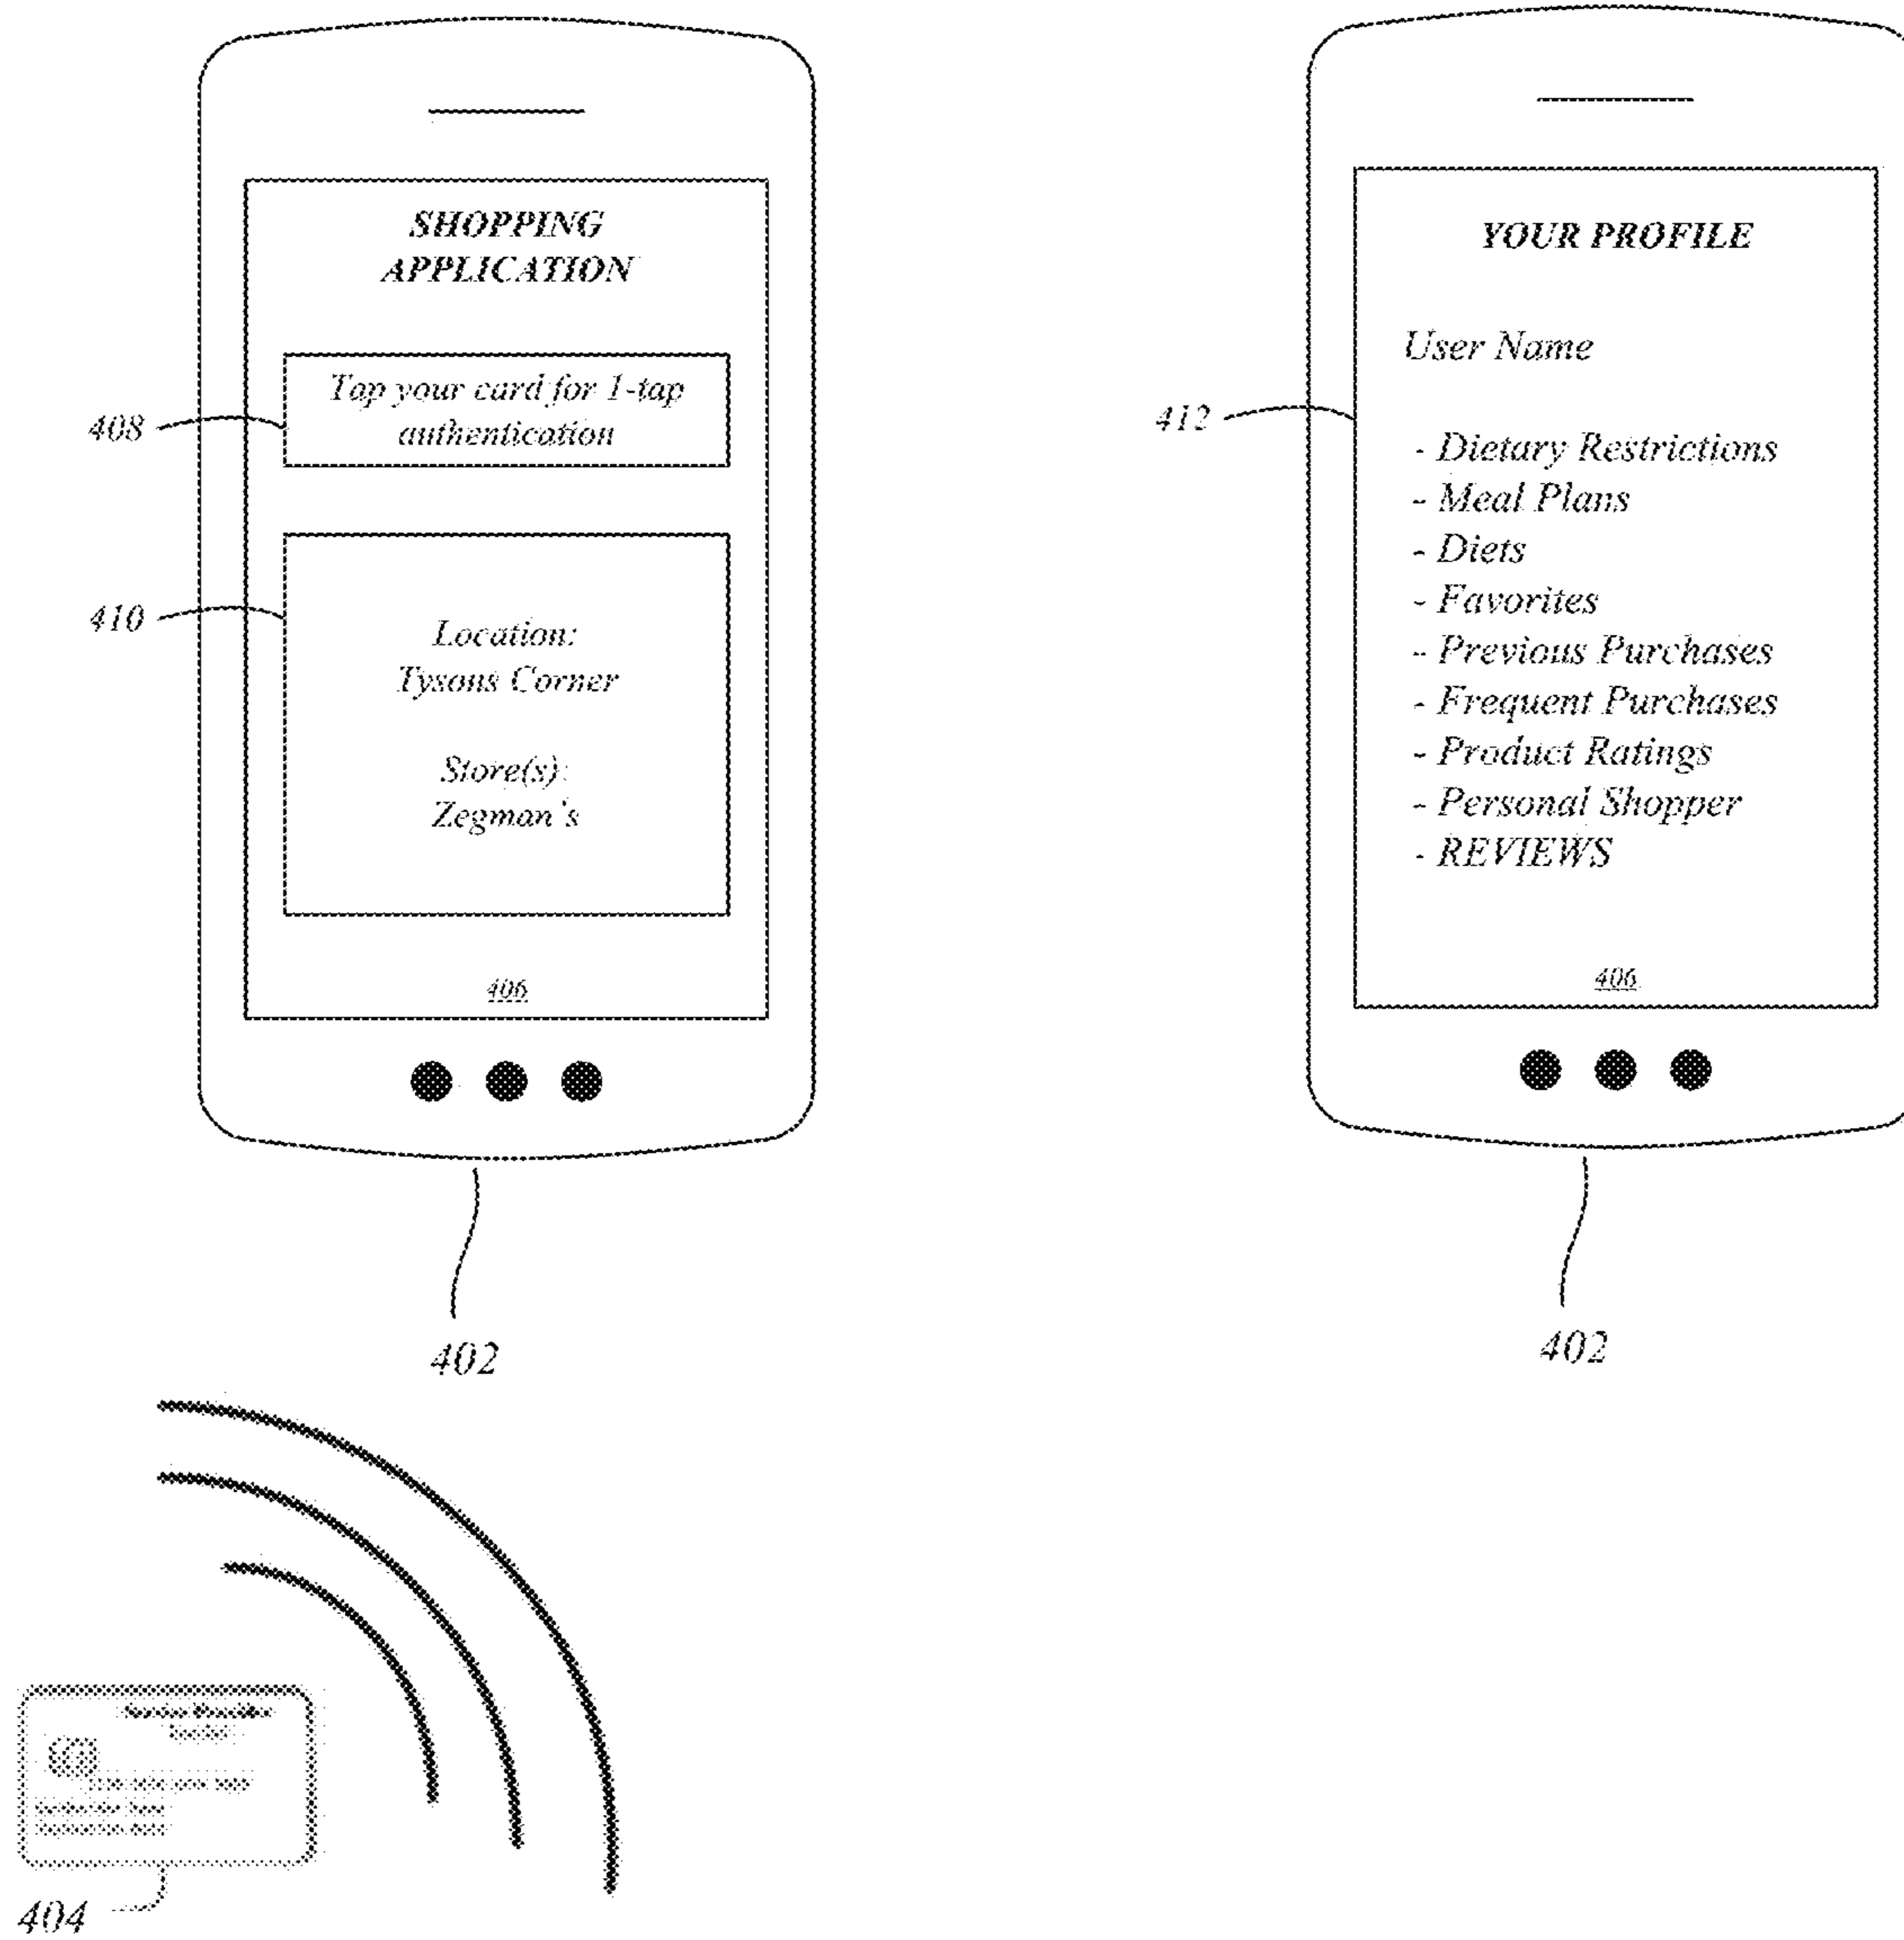 SHOPPING
APPLICATION
408
Tap your card for 1-tap
authentication
410
Location:
Tysons Corner
Store(s):
Zegman's
406
402
404
YOUR PROFILE
412
User Name
- Dietary Restrictions
- Meal Plans
- Diets
- Favorites
- Previous Purchases
- Frequent Purchases
- Product Ratings
- Personal Shopper
- REVIEWS
406
402